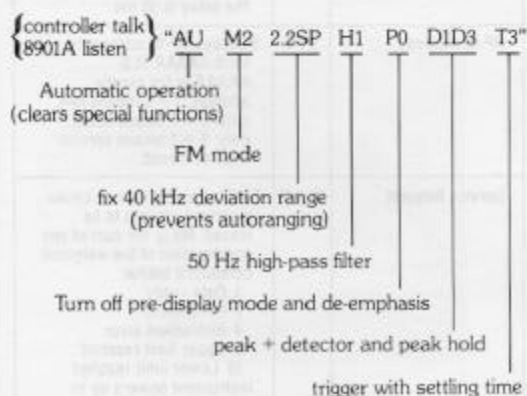 controller talk
8901A listen
"AU M2 2.2SP H1 P0 D1D3 T3"
Automatic operation
(clears special functions)
FM mode
fix 40 kHz deviation range
(prevents autoranging)
50 Hz high-pass filter
Turn off pre-display mode and de-emphasis
peak + detector and peak hold
trigger with settling time